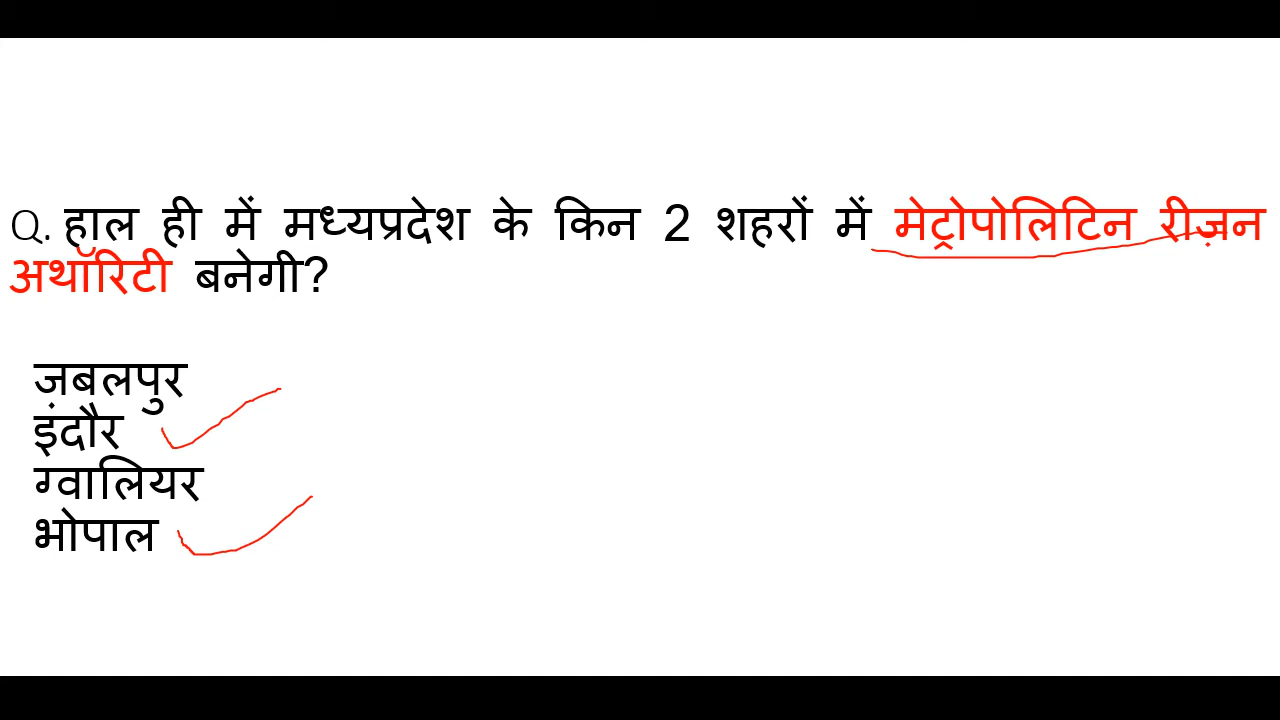 Q. हाल ही में मध्यप्रदेश के किन 2 शहरों में मेट्रोपोलिटिन रीज़न
अथॉरिटी बनेगी?
जबलपुर
इंदौर
ग्वालियर
भोपाल